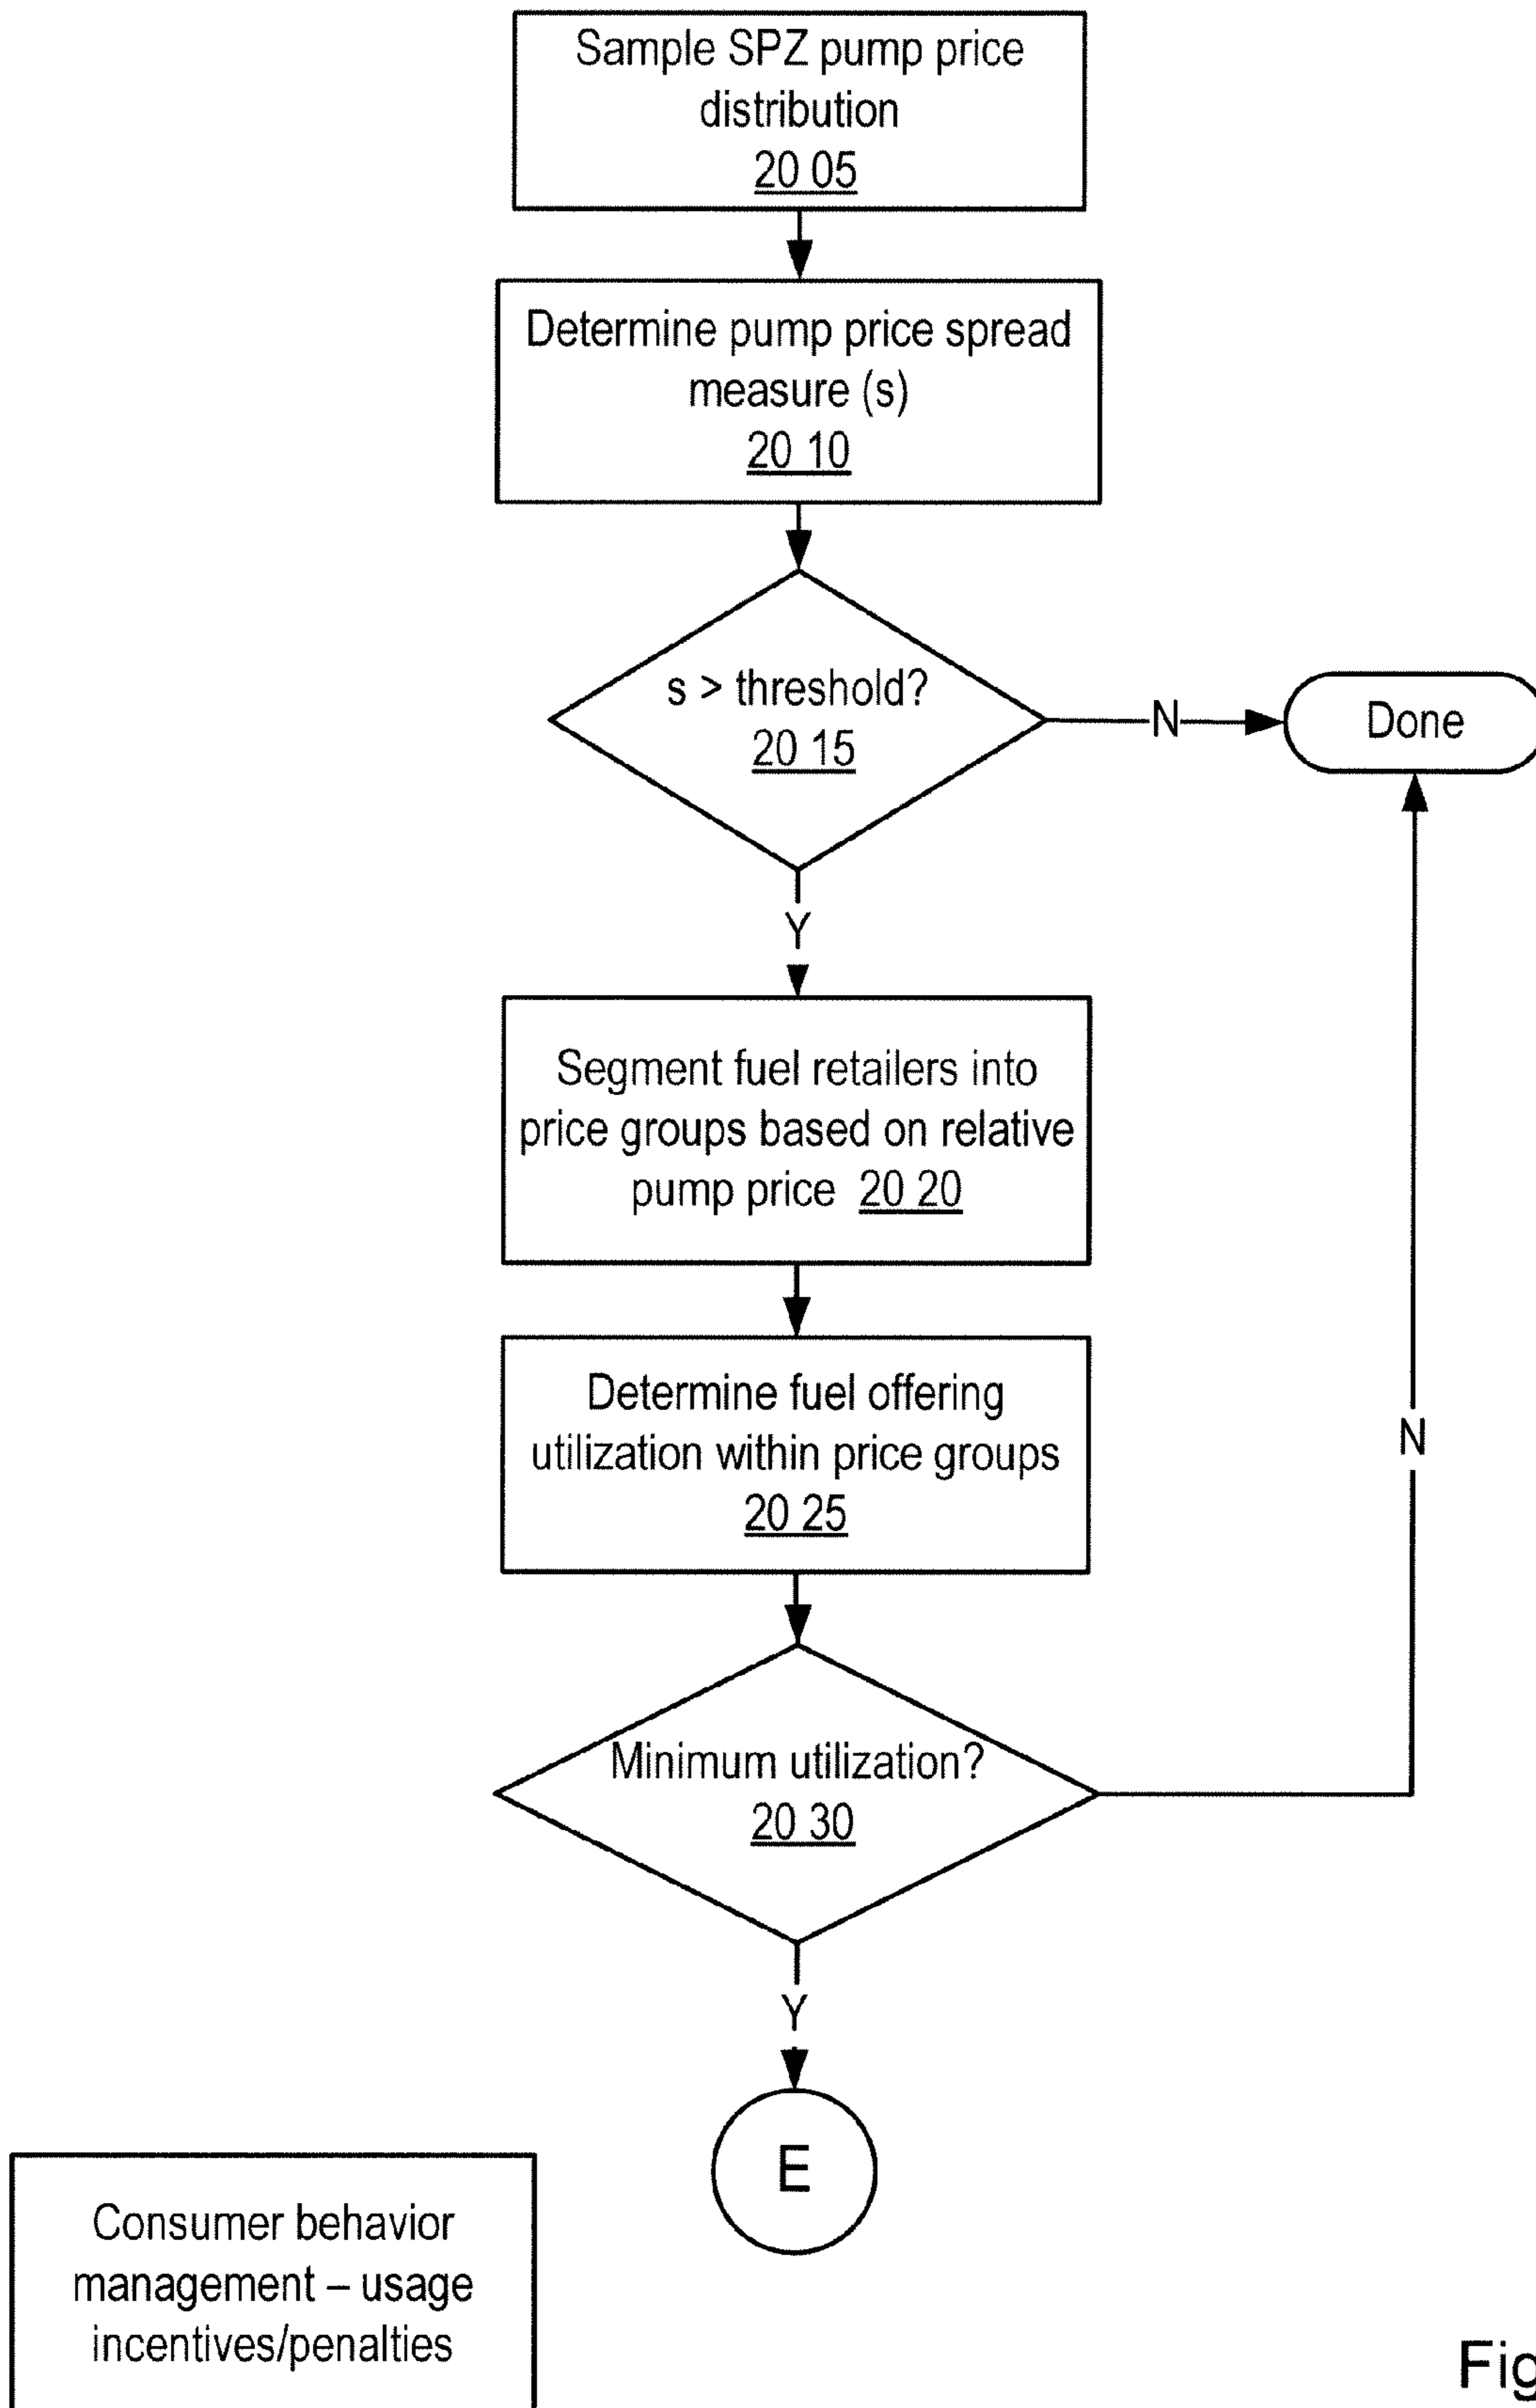 Sample SPZ pump price
distribution
20 05
Determine pump price spread
measure (s)
20 10
s > threshold?
20 15
N
Done
Y
Segment fuel retailers into
price groups based on relative
pump price 20 20
Determine fuel offering
utilization within price groups
20 25
N
Minimum utilization?
20 30
Y
E
Consumer behavior
management – usage
incentives/penalties
Fig